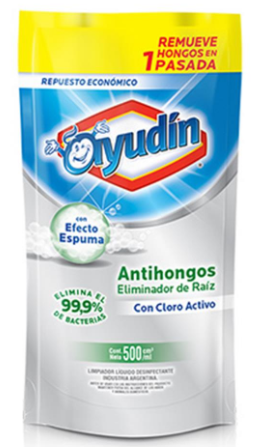 REMUEVE
1 HONGOS EN
PASADA
REPUESTO ECONÓMICO
Ayudín
con
Efecto
Espuma
Antihongos
Eliminador de Raíz
Con Cloro Activo
ELIMINA EL
99,9%
DE BACTERIAS
Cont. Neto 500 cm³/ml
LIMPIADOR LÍQUIDO DESINFECTANTE
INDUSTRIA ARGENTINA.